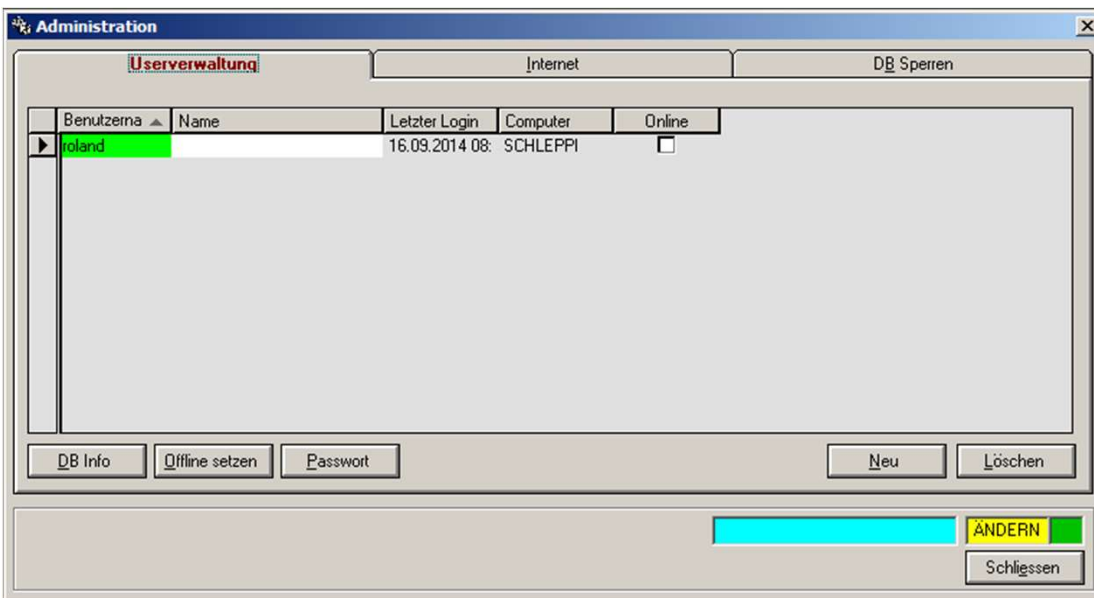 Administration
Userverwaltung Internet DB Sperren
Benutzerna Name Letzter Login Computer Online
roland 16.09.2014 08: SCHLEPPI
DB Info Offline setzen Passwort Neu Löschen
ÄNDERN
Schliessen